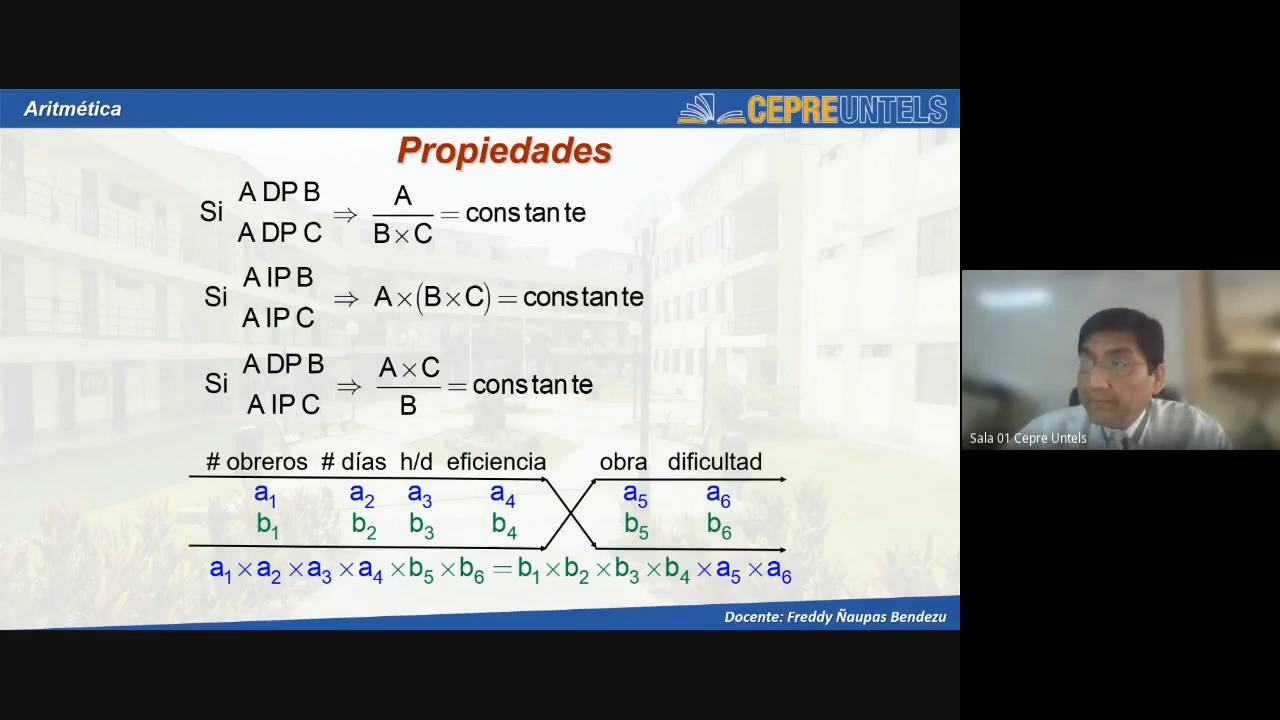 Aritmética
CEPREUNTELS
Propiedades
Si A DP B A DP C ⇒ A / B×C = constante
Si A IP B A IP C ⇒ A×(B×C) = constante
Si A DP B A IP C ⇒ A×C / B = constante
# obreros # días h/d eficiencia obra dificultad
a₁ a₂ a₃ a₄ a₅ a₆
b₁ b₂ b₃ b₄ b₅ b₆
a₁×a₂×a₃×a₄×b₅×b₆ = b₁×b₂×b₃×b₄×a₅×a₆
Docente: Freddy Ñaupas Bendezu
Sala 01 Cepre Untels